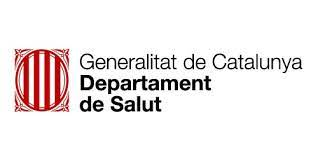 Generalitat de Catalunya
Departament
de Salut